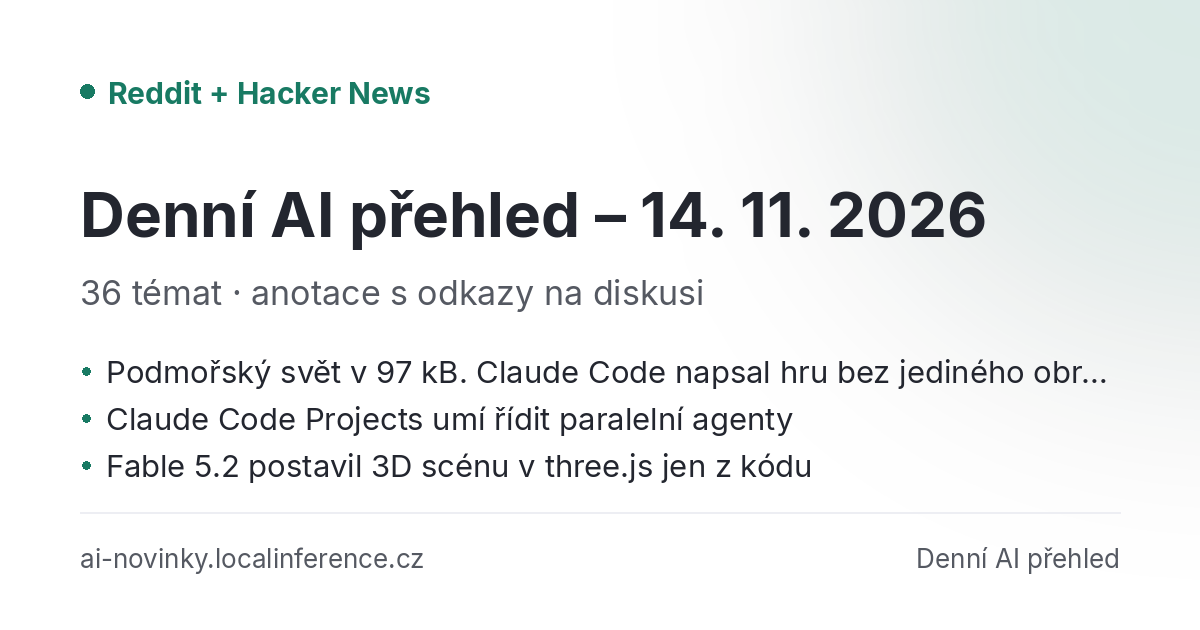 Reddit + Hacker News
Denní AI přehled – 14. 11. 2026
36 témat · anotace s odkazy na diskusi
• Podmořský svět v 97 kB. Claude Code napsal hru bez jediného obr…
• Claude Code Projects umí řídit paralelní agenty
• Fable 5.2 postavil 3D scénu v three.js jen z kódu
ai-novinky.localinference.cz
Denní AI přehled